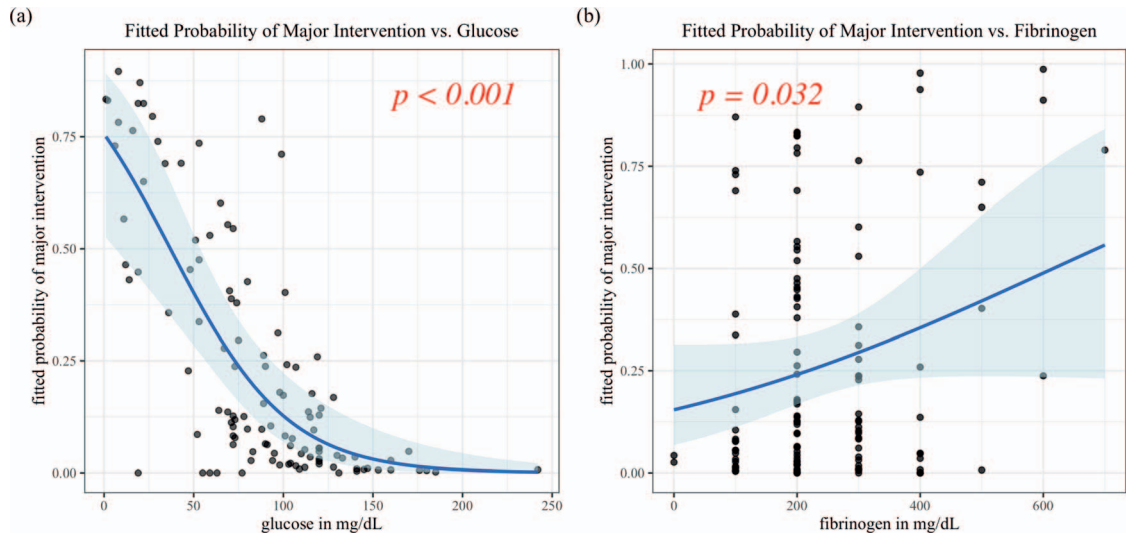 (a)
Fitted Probability of Major Intervention vs. Glucose
p < 0.001
fitted probability of major intervention
0.75
0.50
0.25
0.00
0
50
100
150
200
250
glucose in mg/dL
(b)
Fitted Probability of Major Intervention vs. Fibrinogen
p = 0.032
fitted probability of major intervention
1.00
0.75
0.50
0.25
0.00
0
200
400
600
fibrinogen in mg/dL